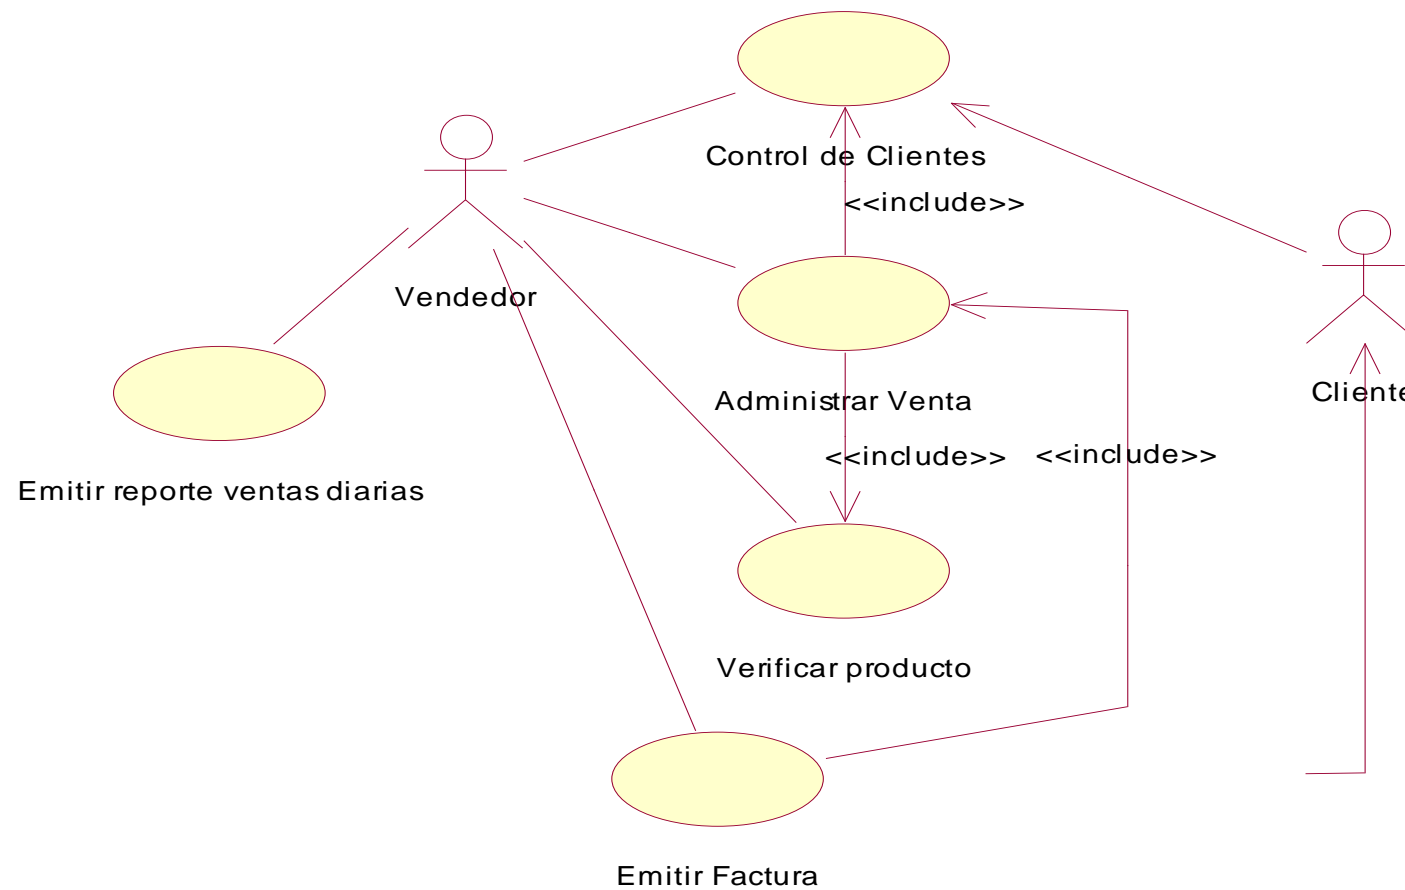 Control de Clientes
<<include>>
Vendedor
Cliente
Administrar Venta
<<include>>
<<include>>
Emitir reporte ventas diarias
Verificar producto
Emitir Factura